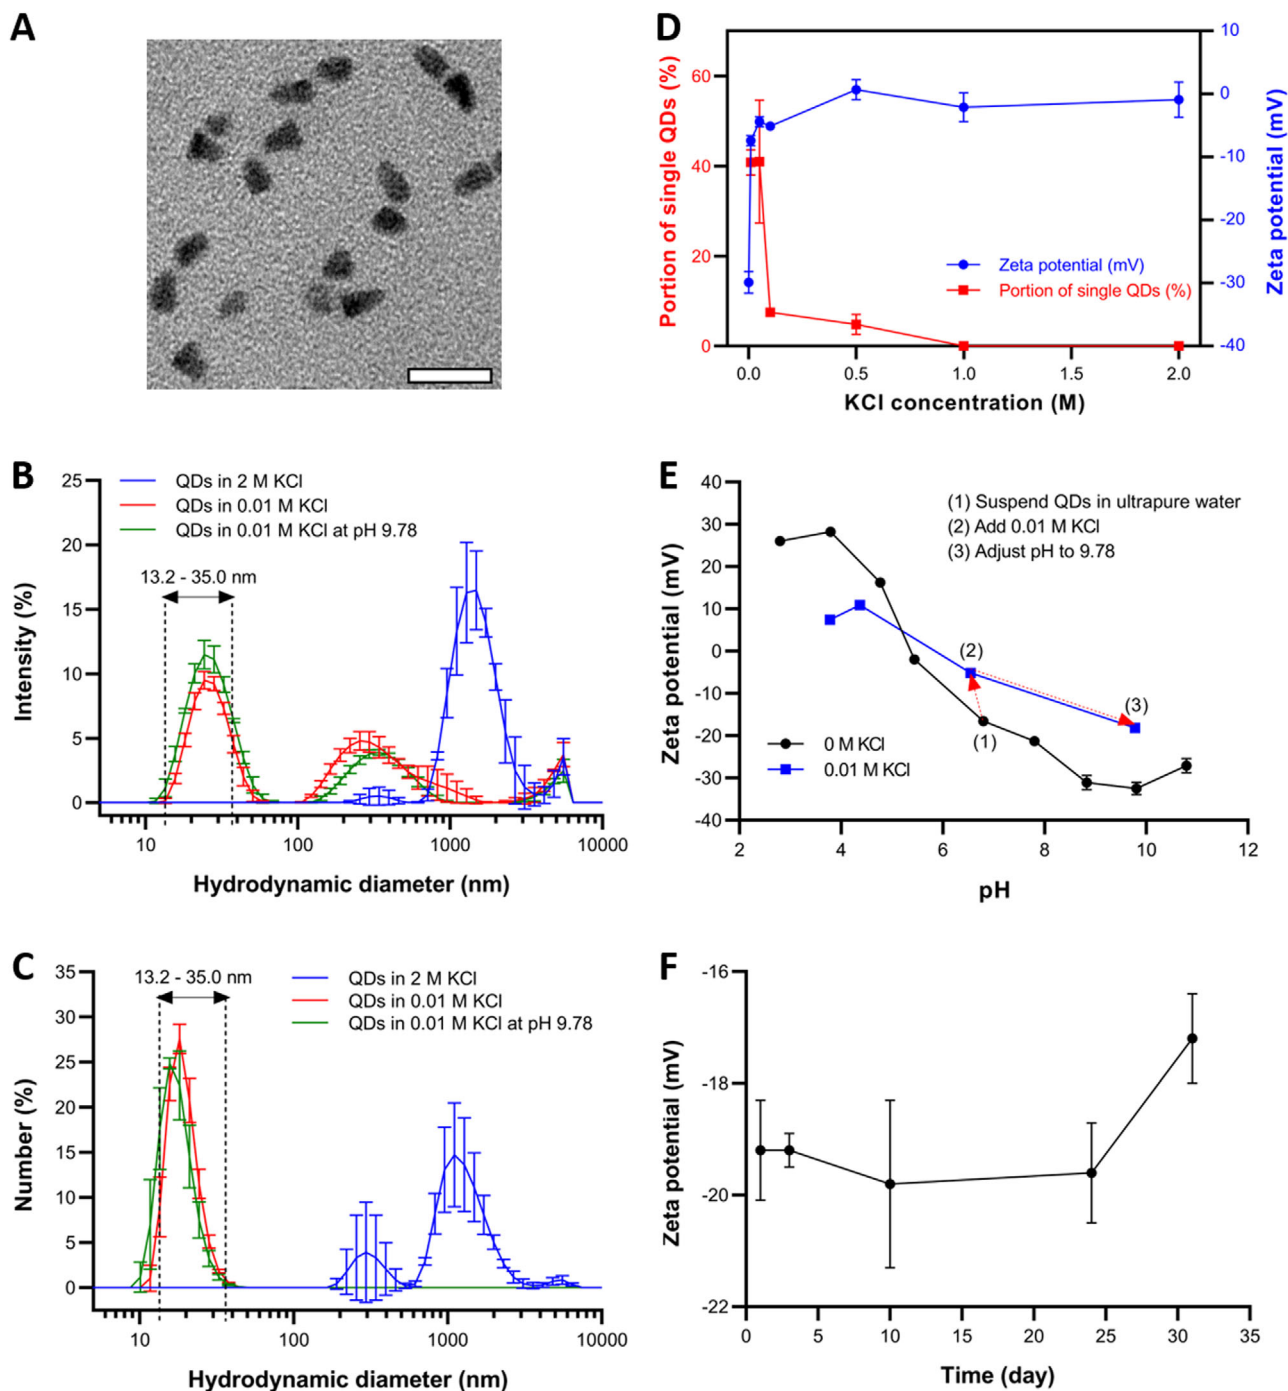 A
D
Portion of single QDs (%)
60
40
20
0
10
0
-10
-20
-30
-40
Zeta potential (mV)
Zeta potential (mV)
Portion of single QDs (%)
0.0
0.5
1.0
1.5
2.0
KCl concentration (M)
B
Intensity (%)
25
20
15
10
5
0
QDs in 2 M KCl
QDs in 0.01 M KCl
QDs in 0.01 M KCl at pH 9.78
13.2 - 35.0 nm
10
100
1000
10000
Hydrodynamic diameter (nm)
E
Zeta potential (mV)
40
30
20
10
0
-10
-20
-30
-40
(1) Suspend QDs in ultrapure water
(2) Add 0.01 M KCl
(3) Adjust pH to 9.78
(2)
(3)
(1)
0 M KCl
0.01 M KCl
2
4
6
8
10
12
pH
C
Number (%)
35
30
25
20
15
10
5
0
13.2 - 35.0 nm
QDs in 2 M KCl
QDs in 0.01 M KCl
QDs in 0.01 M KCl at pH 9.78
10
100
1000
10000
Hydrodynamic diameter (nm)
F
Zeta potential (mV)
-16
-18
-20
-22
0
5
10
15
20
25
30
35
Time (day)